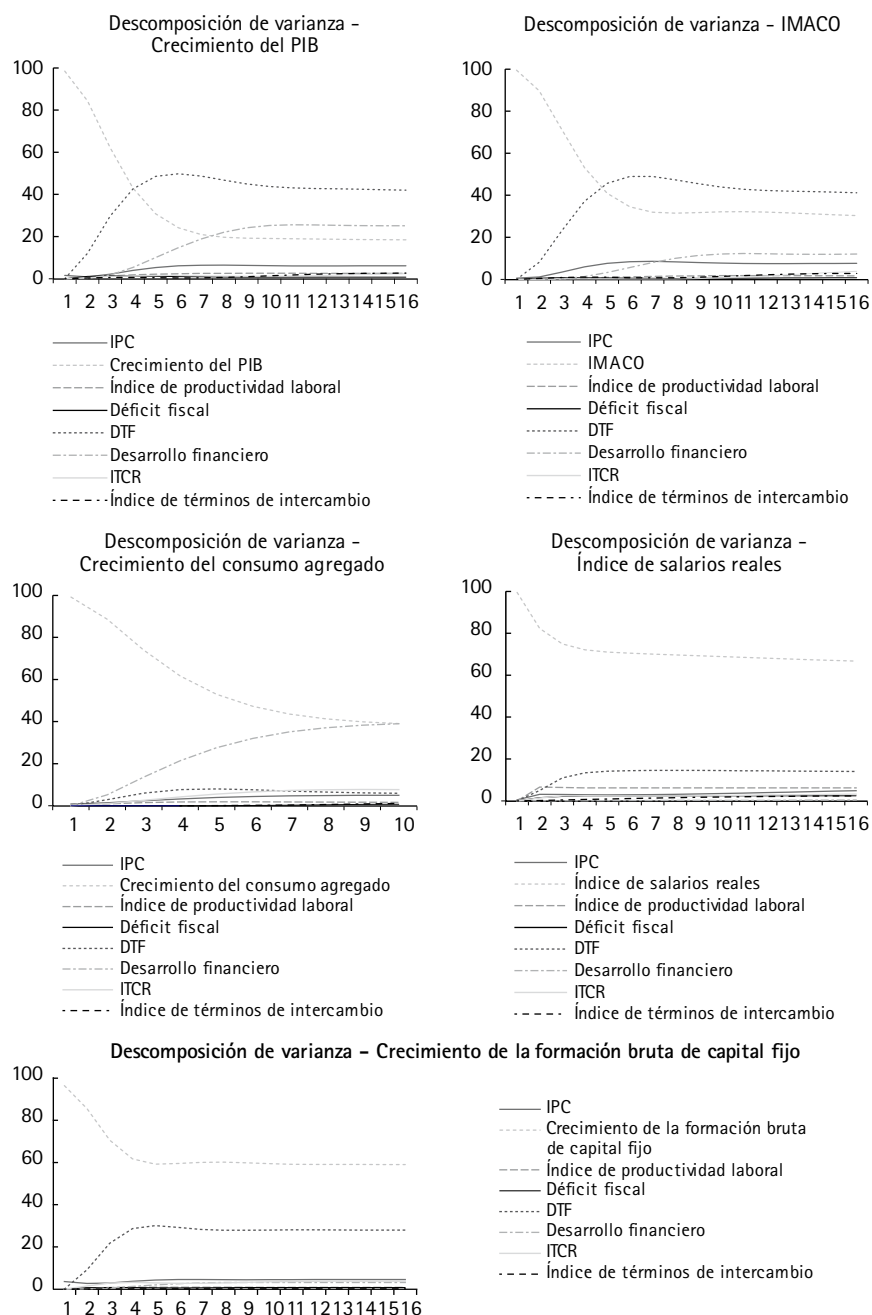 Descomposición de varianza -
Crecimiento del PIB
100
80
60
40
20
0
1 2 3 4 5 6 7 8 9 10 11 12 13 14 15 16
IPC
Crecimiento del PIB
Índice de productividad laboral
Déficit fiscal
DTF
Desarrollo financiero
ITCR
Índice de términos de intercambio
Descomposición de varianza - IMACO
100
80
60
40
20
0
1 2 3 4 5 6 7 8 9 10 11 12 13 14 15 16
IPC
IMACO
Índice de productividad laboral
Déficit fiscal
DTF
Desarrollo financiero
ITCR
Índice de términos de intercambio
Descomposición de varianza -
Crecimiento del consumo agregado
100
80
60
40
20
0
1 2 3 4 5 6 7 8 9 10
IPC
Crecimiento del consumo agregado
Índice de productividad laboral
Déficit fiscal
DTF
Desarrollo financiero
ITCR
Índice de términos de intercambio
Descomposición de varianza -
Índice de salarios reales
100
80
60
40
20
0
1 2 3 4 5 6 7 8 9 10 11 12 13 14 15 16
IPC
Índice de salarios reales
Índice de productividad laboral
Déficit fiscal
DTF
Desarrollo financiero
ITCR
Índice de términos de intercambio
Descomposición de varianza - Crecimiento de la formación bruta de capital fijo
100
80
60
40
20
0
1 2 3 4 5 6 7 8 9 10 11 12 13 14 15 16
IPC
Crecimiento de la formación bruta
de capital fijo
Índice de productividad laboral
Déficit fiscal
DTF
Desarrollo financiero
ITCR
Índice de términos de intercambio